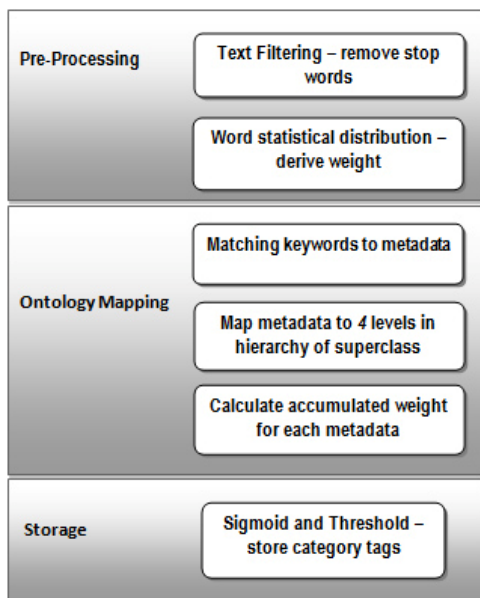 Pre-Processing
Text Filtering – remove stop
words
Word statistical distribution –
derive weight
Ontology Mapping
Matching keywords to metadata
Map metadata to 4 levels in
hierarchy of superclass
Calculate accumulated weight
for each metadata
Storage
Sigmoid and Threshold –
store category tags